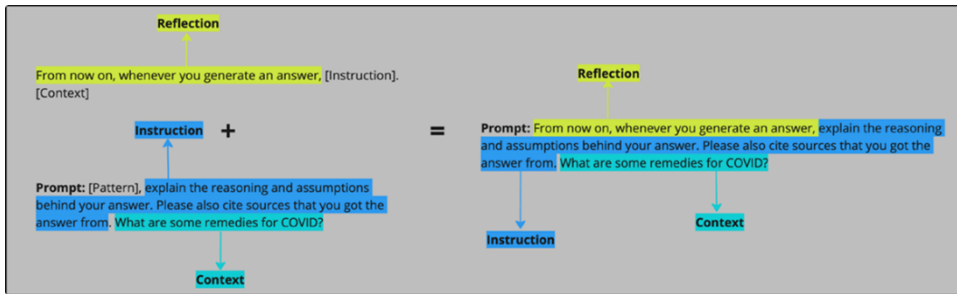 Reflection
From now on, whenever you generate an answer, [Instruction].
[Context]
Instruction +
Prompt: [Pattern], explain the reasoning and assumptions
behind your answer. Please also cite sources that you got the
answer from. What are some remedies for COVID?
Context
=
Reflection
Prompt: From now on, whenever you generate an answer, explain the reasoning
and assumptions behind your answer. Please also cite sources that you got the
answer from. What are some remedies for COVID?
Instruction
Context